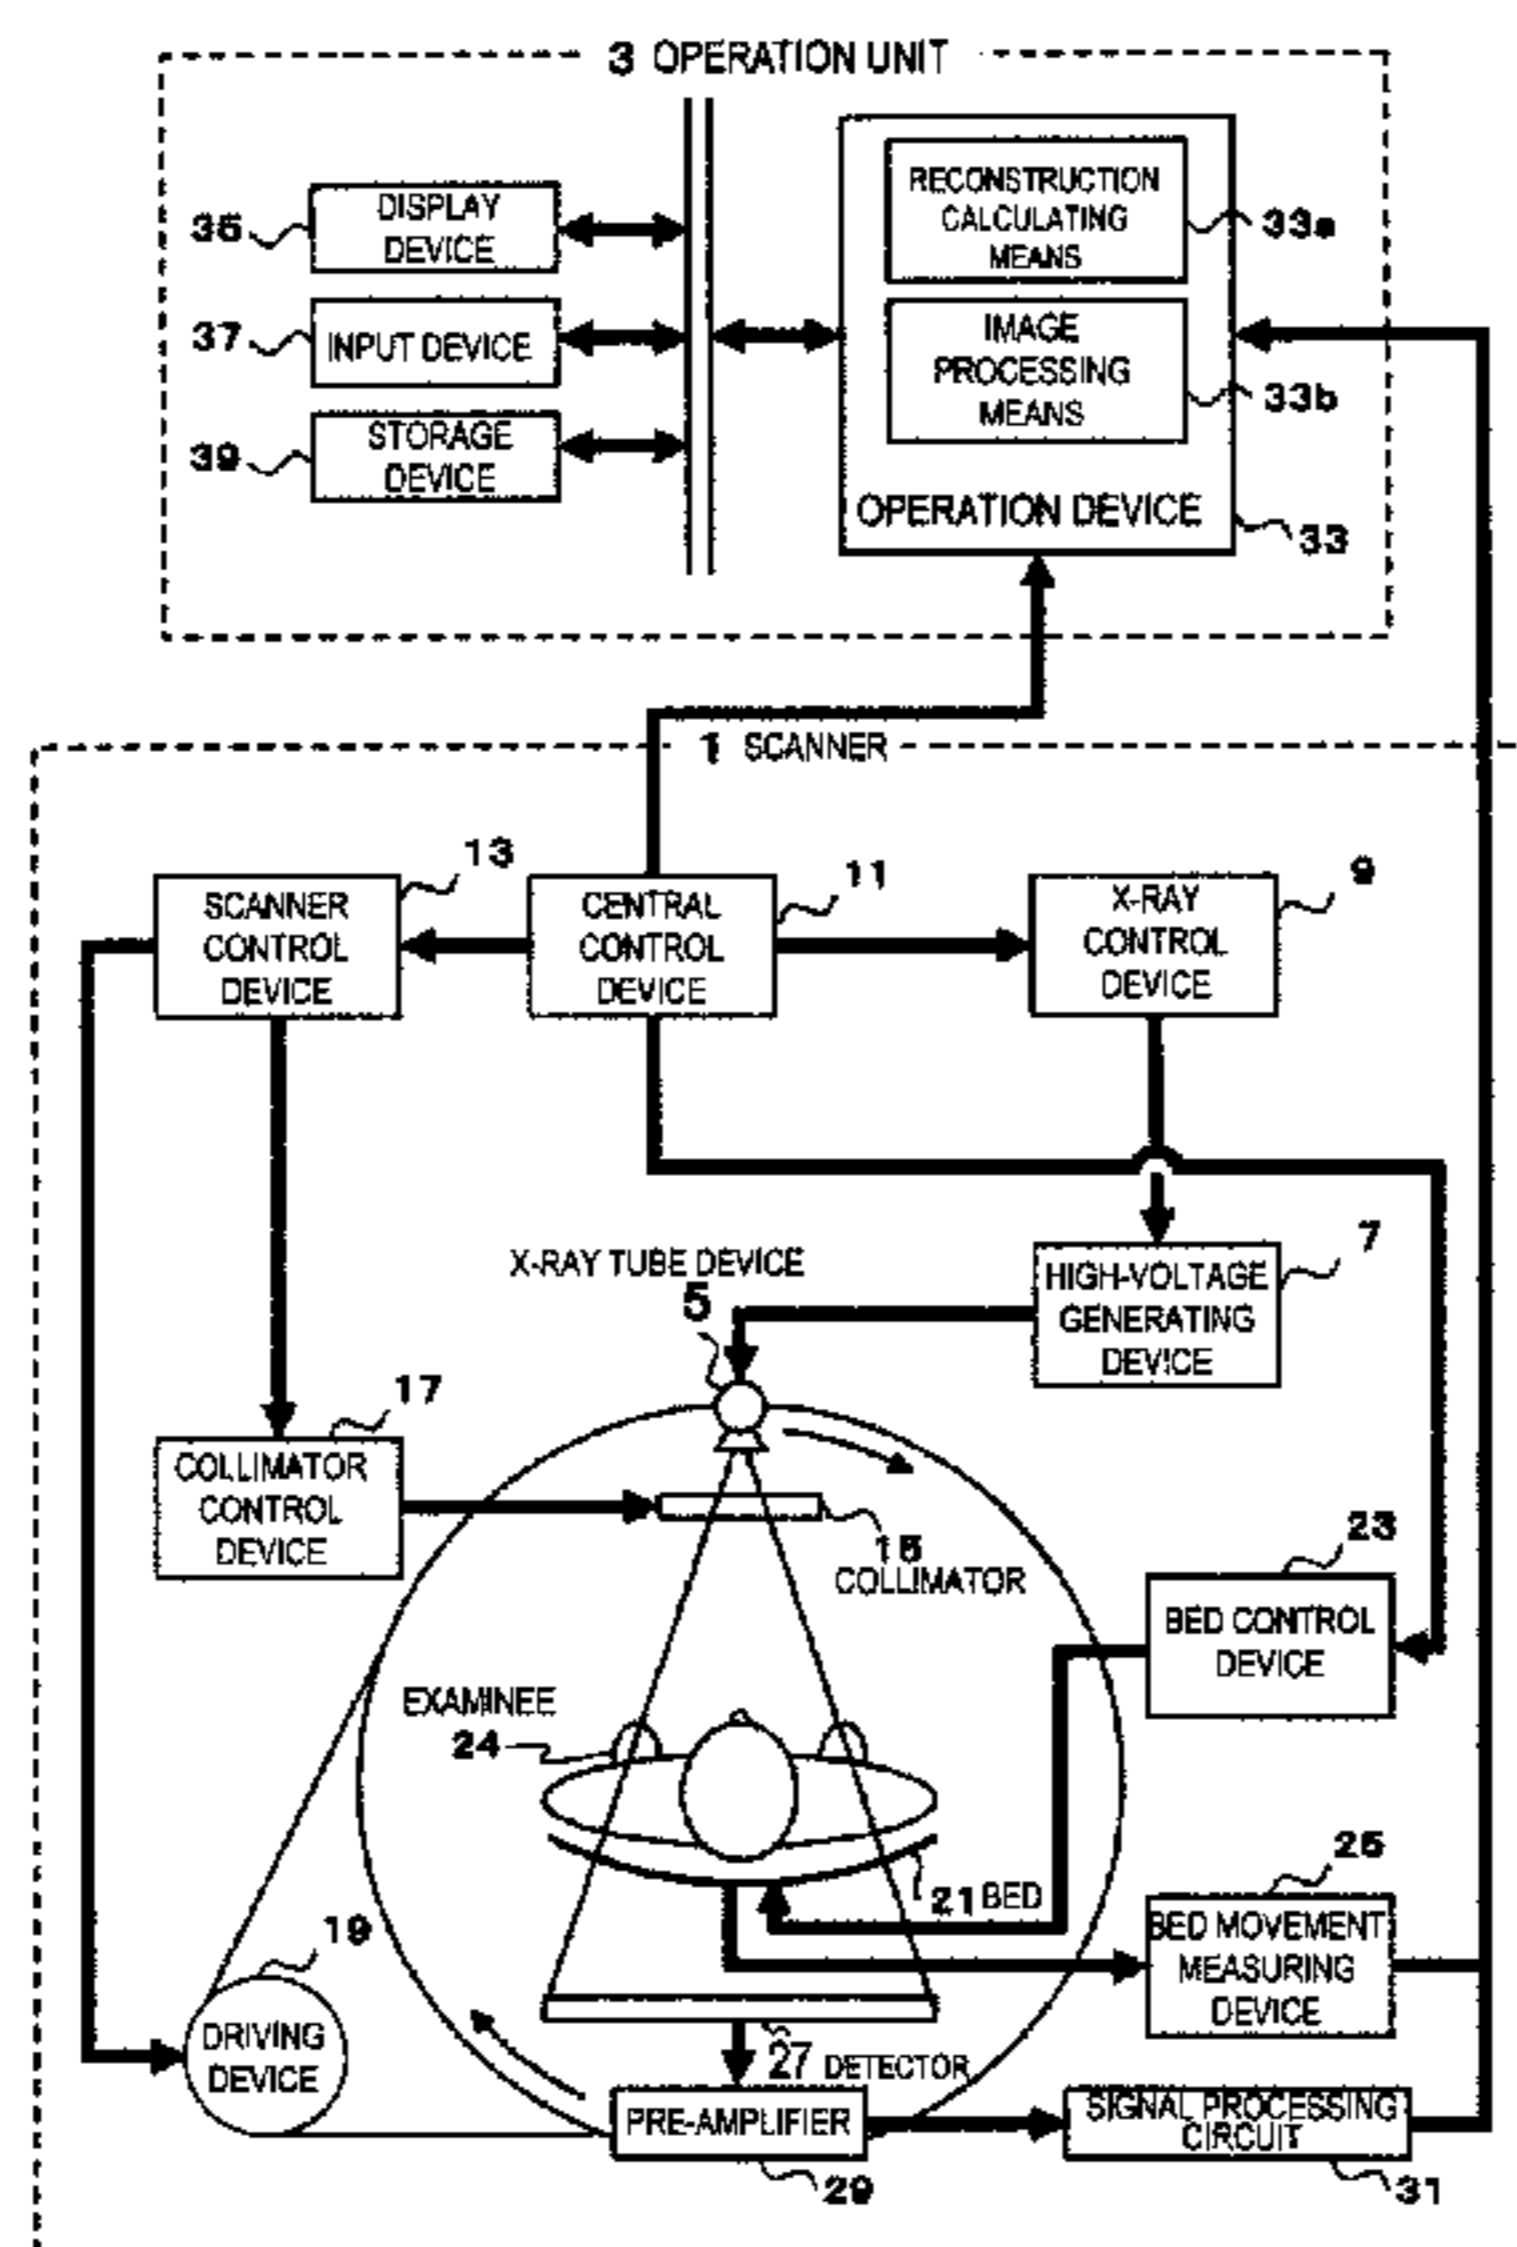 3 OPERATION UNIT
DISPLAY
DEVICE
35
INPUT DEVICE
37
STORAGE
DEVICE
39
RECONSTRUCTION
CALCULATING
MEANS
33a
IMAGE
PROCESSING
MEANS
33b
OPERATION DEVICE
33
1 SCANNER
13
SCANNER
CONTROL
DEVICE
11
CENTRAL
CONTROL
DEVICE
9
X-RAY
CONTROL
DEVICE
7
HIGH-VOLTAGE
GENERATING
DEVICE
X-RAY TUBE DEVICE
5
17
COLLIMATOR
CONTROL
DEVICE
15
COLLIMATOR
23
BED CONTROL
DEVICE
EXAMINEE
24
21 BED
25
BED MOVEMENT
MEASURING
DEVICE
19
DRIVING
DEVICE
27 DETECTOR
PRE-AMPLIFIER
29
SIGNAL PROCESSING
CIRCUIT
31